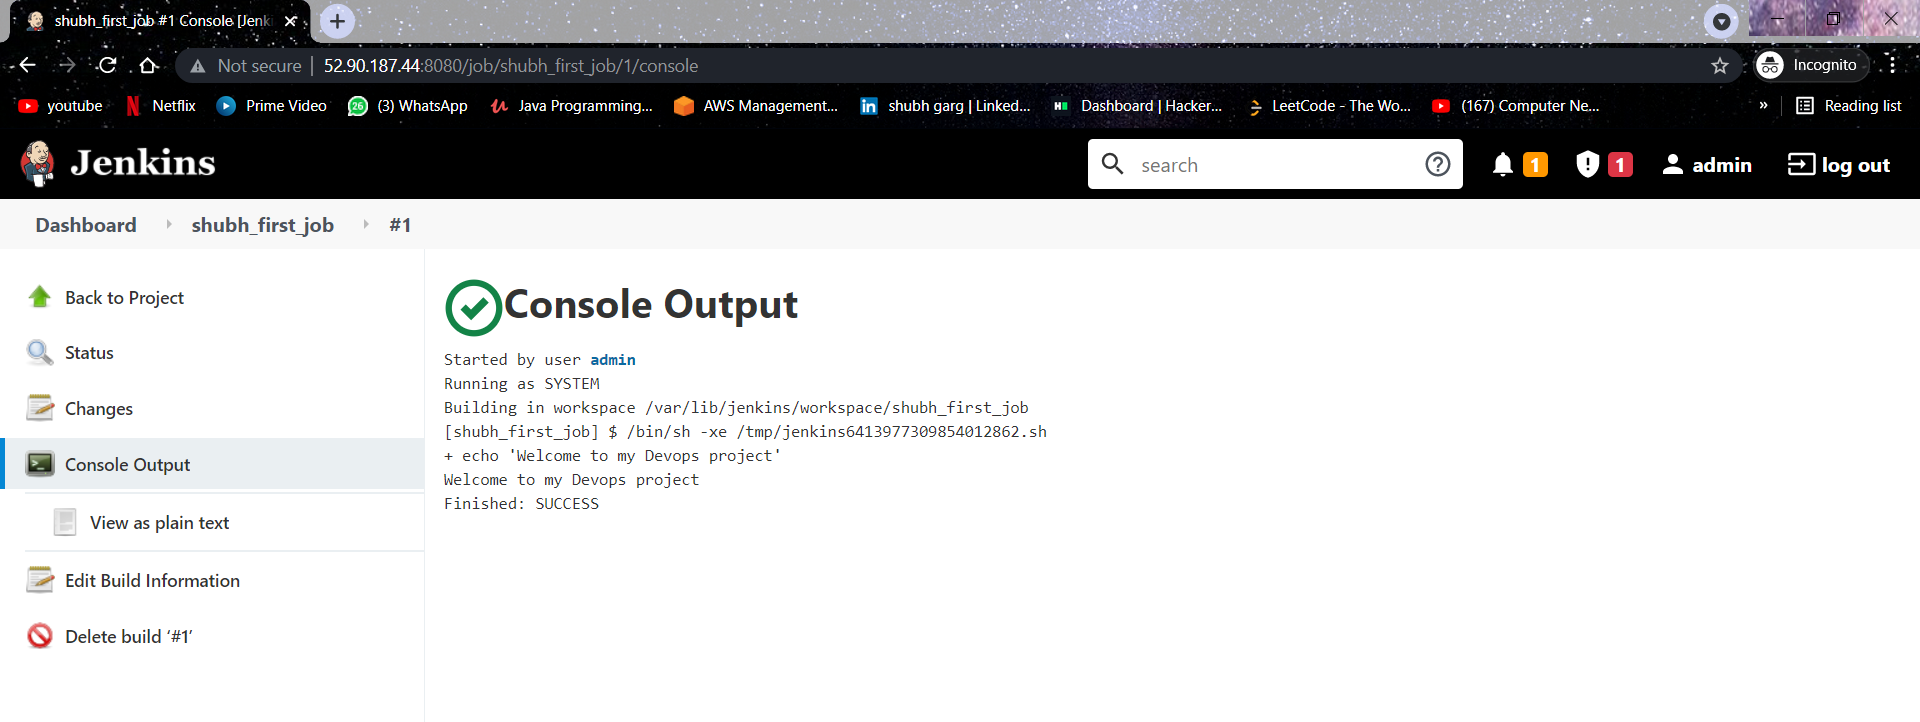 shubh_first_job #1 Console [Jenk
Not secure | 52.90.187.44:8080/job/shubh_first_job/1/console
Incognito
youtube Netflix Prime Video 26 (3) WhatsApp Java Programming... AWS Management... in shubh garg | Linked... Dashboard | Hacker... LeetCode - The Wo... (167) Computer Ne... » Reading list
Jenkins
search
1
1
admin
log out
Dashboard
shubh_first_job
#1
Back to Project
Status
Changes
Console Output
View as plain text
Edit Build Information
Delete build ‘#1’
Console Output
Started by user admin
Running as SYSTEM
Building in workspace /var/lib/jenkins/workspace/shubh_first_job
[shubh_first_job] $ /bin/sh -xe /tmp/jenkins6413977309854012862.sh
+ echo 'Welcome to my Devops project'
Welcome to my Devops project
Finished: SUCCESS